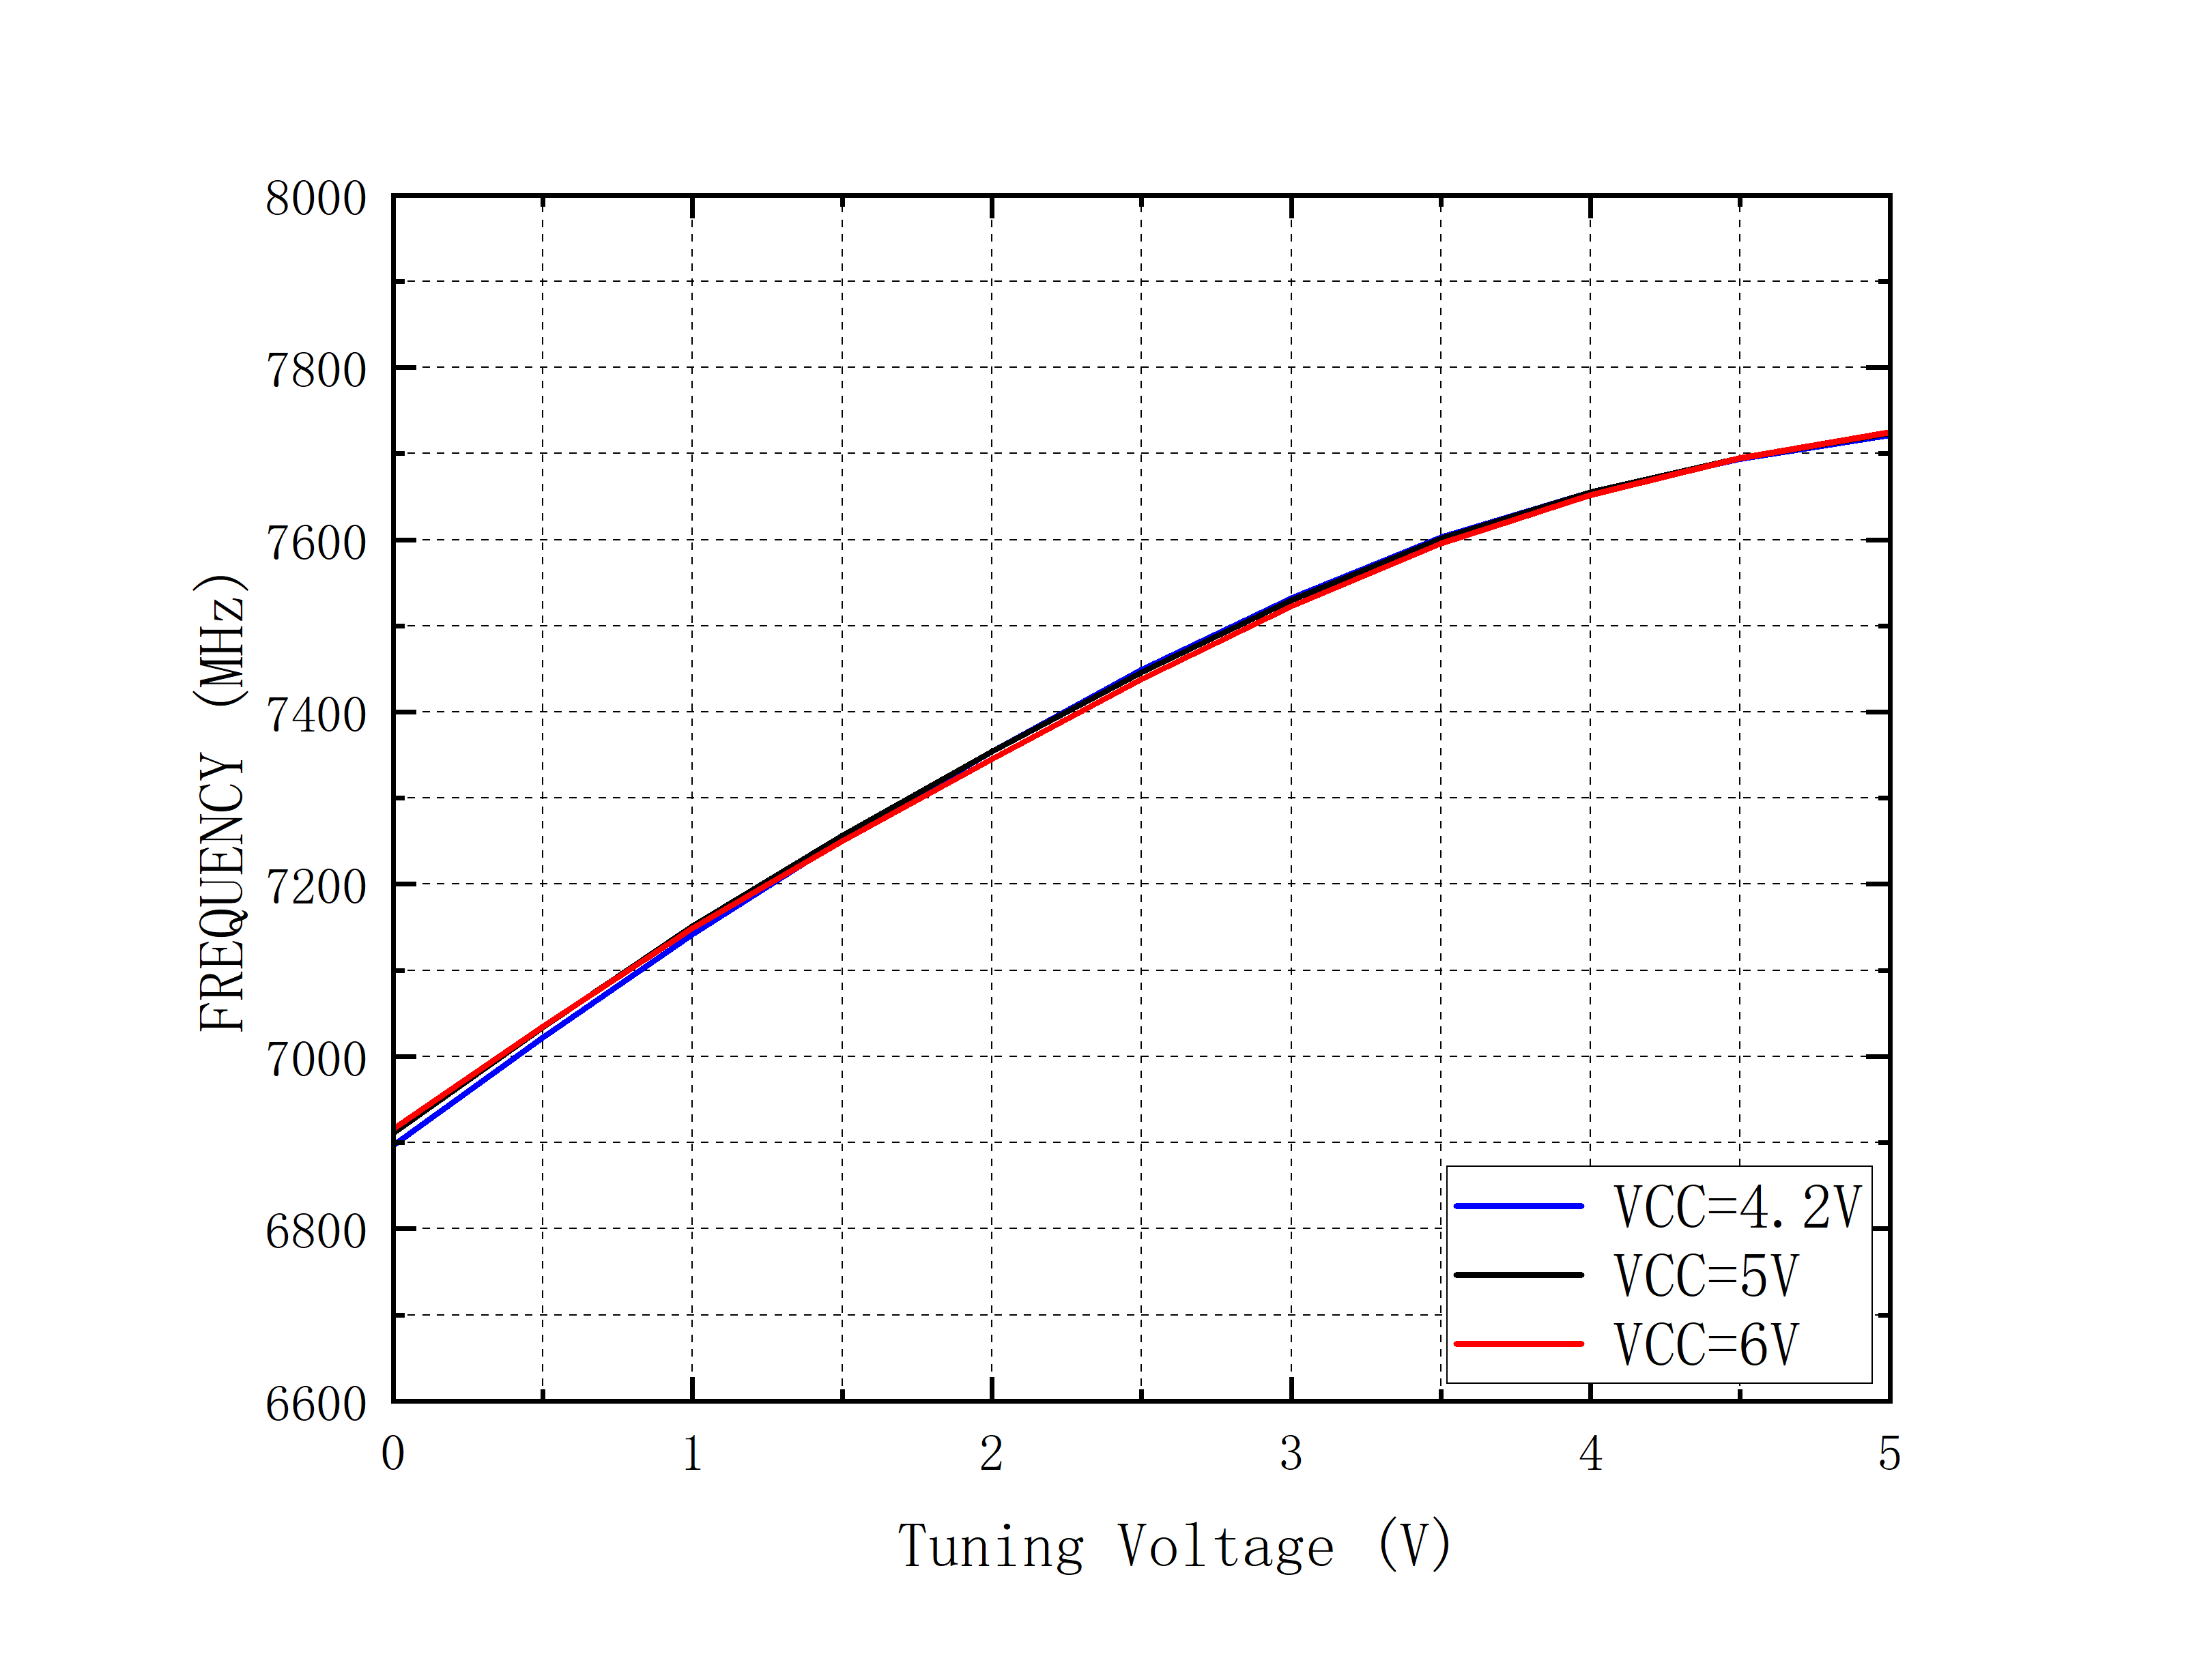 8000
7800
7600
7400
7200
7000
6800
6600
FREQUENCY (MHz)
VCC=4.2V
VCC=5V
VCC=6V
0 1 2 3 4 5
Tuning Voltage (V)